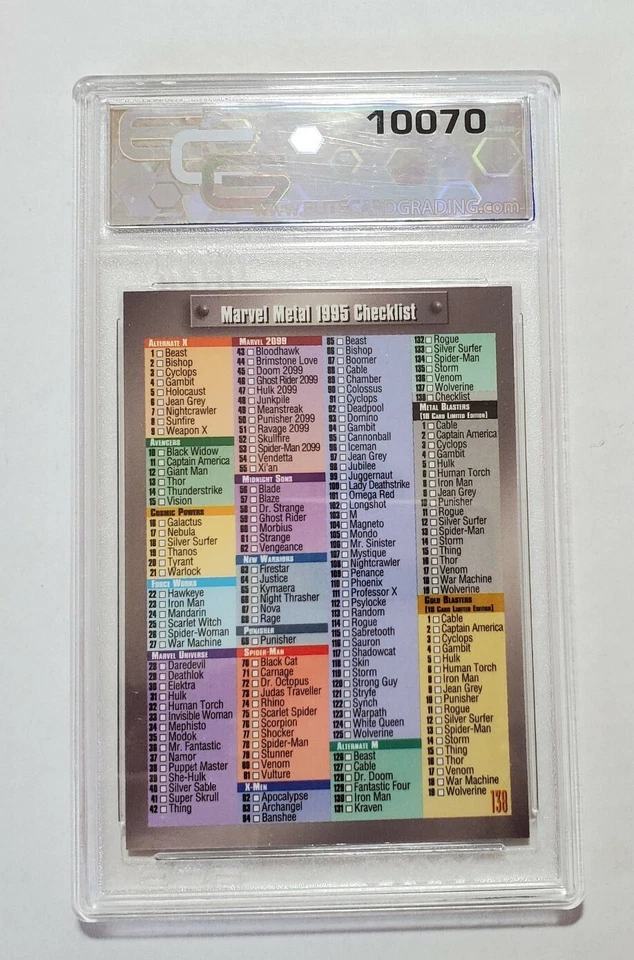 10070
ECG
www.ELITECARDGRADING.com
Marvel Metal 1995 Checklist
ALTERNATE X
1 Beast
2 Bishop
3 Cyclops
4 Gambit
5 Holocaust
6 Jean Grey
7 Nightcrawler
8 Sunfire
9 Weapon X
AVENGERS
10 Black Widow
11 Captain America
12 Giant Man
13 Thor
14 Thunderstrike
15 Vision
COSMIC POWERS
16 Galactus
17 Nebula
18 Silver Surfer
19 Thanos
20 Tyrant
21 Warlock
FORCE WORKS
22 Hawkeye
23 Iron Man
24 Mandarin
25 Scarlet Witch
26 Spider-Woman
27 War Machine
MARVEL UNIVERSE
28 Daredevil
29 Deathlok
30 Elektra
31 Hulk
32 Human Torch
33 Invisible Woman
34 Mephisto
35 Modok
36 Mr. Fantastic
37 Namor
38 Puppet Master
39 She-Hulk
40 Silver Sable
41 Super Skrull
42 Thing
MARVEL 2099
43 Bloodhawk
44 Brimstone Love
45 Doom 2099
46 Ghost Rider 2099
47 Hulk 2099
48 Junkpile
49 Meanstreak
50 Punisher 2099
51 Ravage 2099
52 Skullfire
53 Spider-Man 2099
54 Vendetta
55 Xi'an
MIDNIGHT SONS
56 Blade
57 Blaze
58 Dr. Strange
59 Ghost Rider
60 Morbius
61 Strange
62 Vengeance
NEW WARRIORS
63 Firestar
64 Justice
65 Kymaera
66 Night Thrasher
67 Nova
68 Rage
PUNISHER
69 Punisher
SPIDER-MAN
70 Black Cat
71 Carnage
72 Dr. Octopus
73 Judas Traveller
74 Rhino
75 Scarlet Spider
76 Scorpion
77 Shocker
78 Spider-Man
79 Stunner
80 Venom
81 Vulture
X-MEN
82 Apocalypse
83 Archangel
84 Banshee
85 Beast
86 Bishop
87 Boomer
88 Cable
89 Chamber
90 Colossus
91 Cyclops
92 Deadpool
93 Domino
94 Gambit
95 Cannonball
96 Iceman
97 Jean Grey
98 Jubilee
99 Juggernaut
100 Lady Deathstrike
101 Omega Red
102 Longshot
103 M
104 Magneto
105 Mondo
106 Mr. Sinister
107 Mystique
108 Nightcrawler
109 Penance
110 Phoenix
111 Professor X
112 Psylocke
113 Random
114 Rogue
115 Sabretooth
116 Sauron
117 Shadowcat
118 Skin
119 Storm
120 Strong Guy
121 Stryfe
122 Synch
123 Warpath
124 White Queen
125 Wolverine
ALTERNATE M
126 Beast
127 Cable
128 Dr. Doom
129 Fantastic Four
130 Iron Man
131 Kraven
132 Rogue
133 Silver Surfer
134 Spider-Man
135 Storm
136 Venom
137 Wolverine
138 Checklist
METAL BLASTERS
[18 CARD LIMITED EDITION]
1 Cable
2 Captain America
3 Cyclops
4 Gambit
5 Hulk
6 Human Torch
7 Iron Man
8 Jean Grey
9 Punisher
10 Rogue
11 Silver Surfer
12 Spider-Man
13 Storm
14 Thing
15 Thor
16 Venom
17 War Machine
18 Wolverine
GOLD BLASTERS
[18 CARD LIMITED EDITION]
1 Cable
2 Captain America
3 Cyclops
4 Gambit
5 Hulk
6 Human Torch
7 Iron Man
8 Jean Grey
9 Punisher
10 Rogue
11 Silver Surfer
12 Spider-Man
13 Storm
14 Thing
15 Thor
16 Venom
17 War Machine
18 Wolverine
138